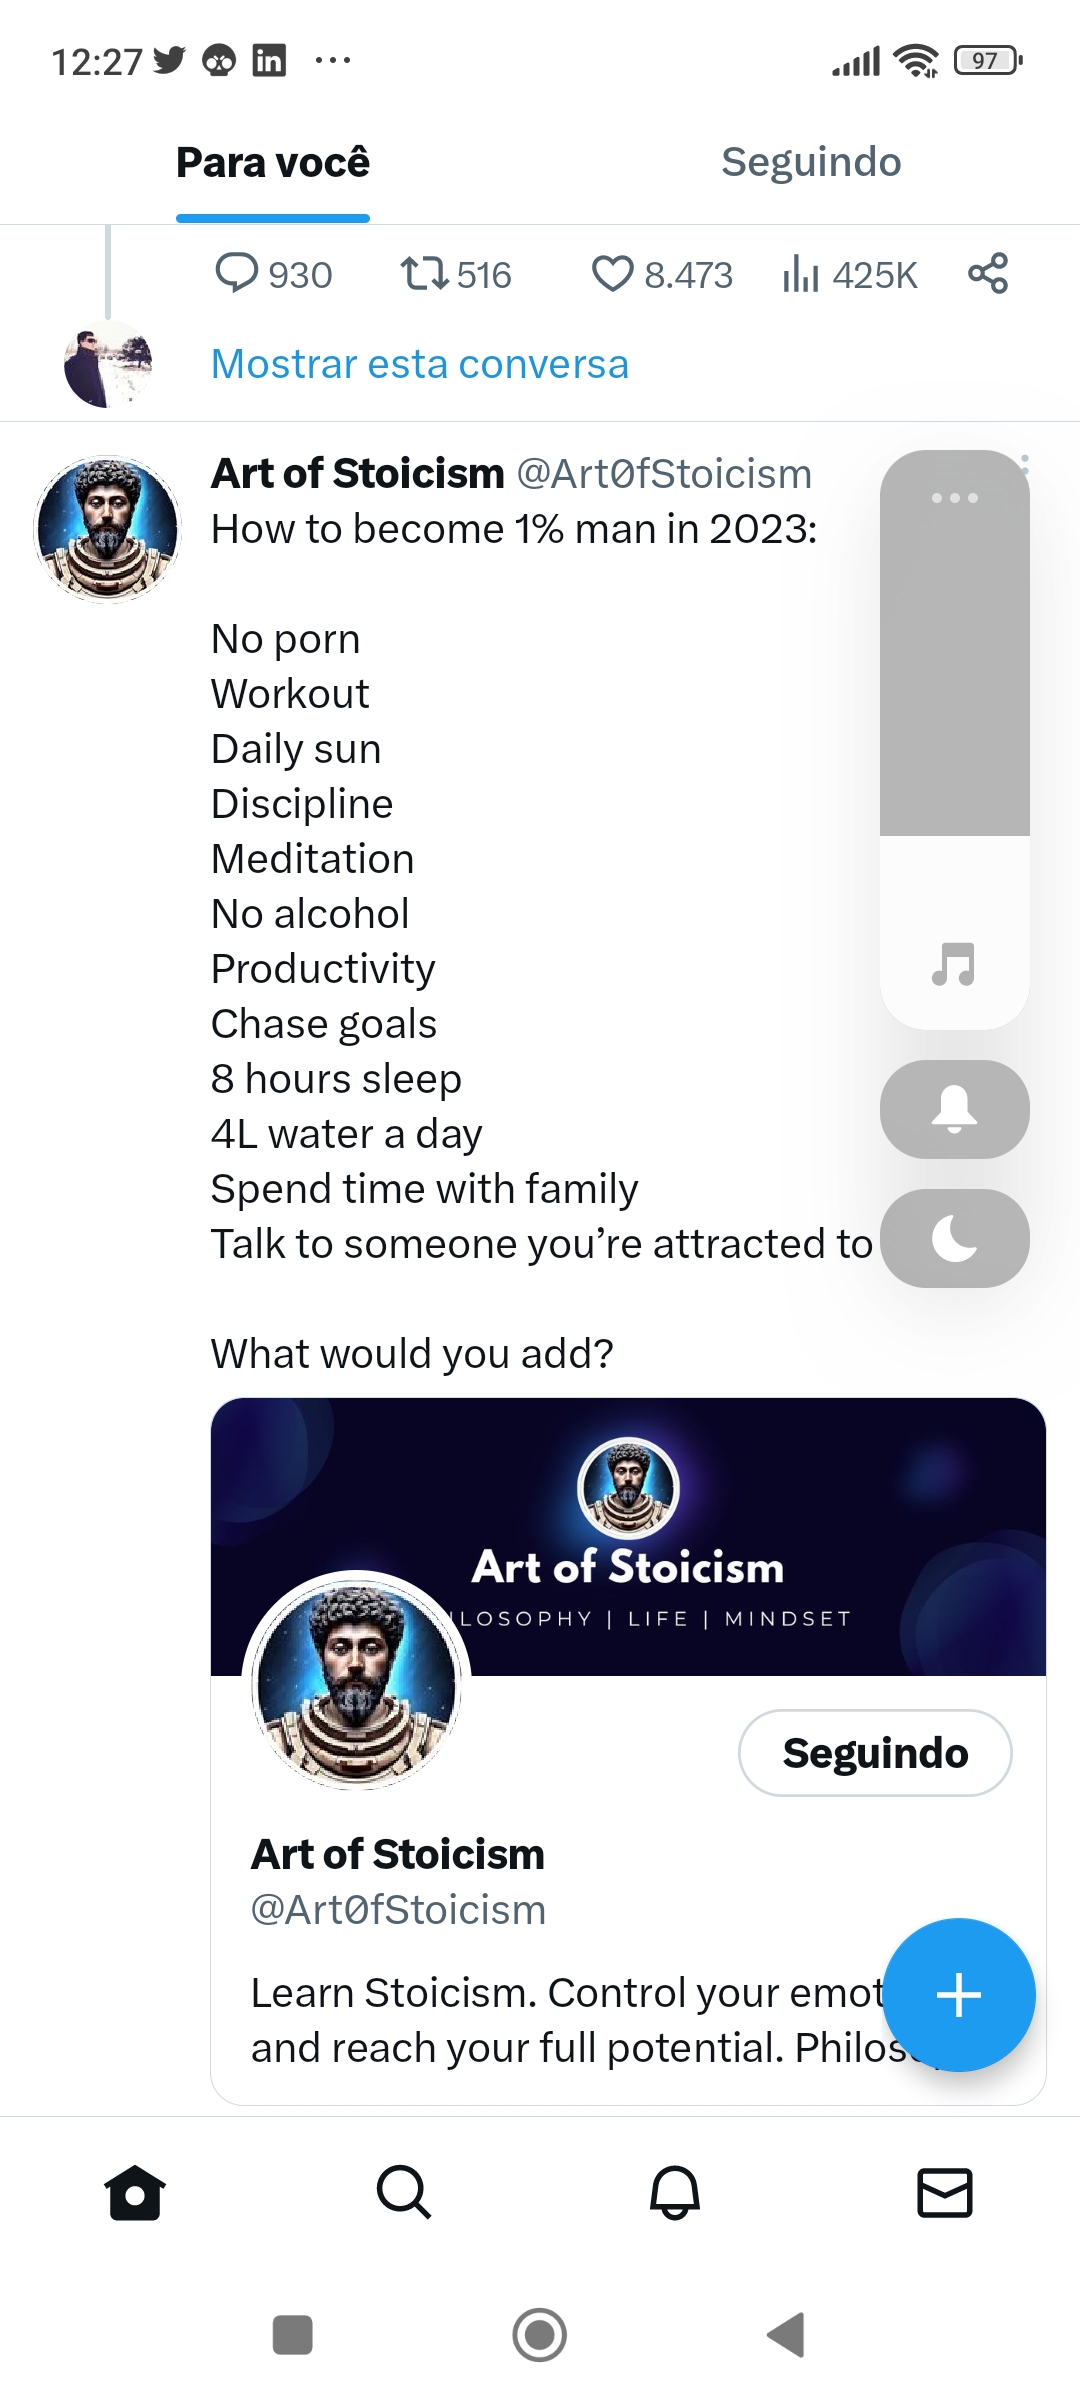 12:27
97
Para você
Seguindo
930 516 8.473 425K
Mostrar esta conversa
Art of Stoicism @Art0fStoicism
How to become 1% man in 2023:
No porn
Workout
Daily sun
Discipline
Meditation
No alcohol
Productivity
Chase goals
8 hours sleep
4L water a day
Spend time with family
Talk to someone you’re attracted to
What would you add?
Art of Stoicism
LOSOPHY | LIFE | MINDSET
Seguindo
Art of Stoicism
@Art0fStoicism
Learn Stoicism. Control your emot
and reach your full potential. Philos